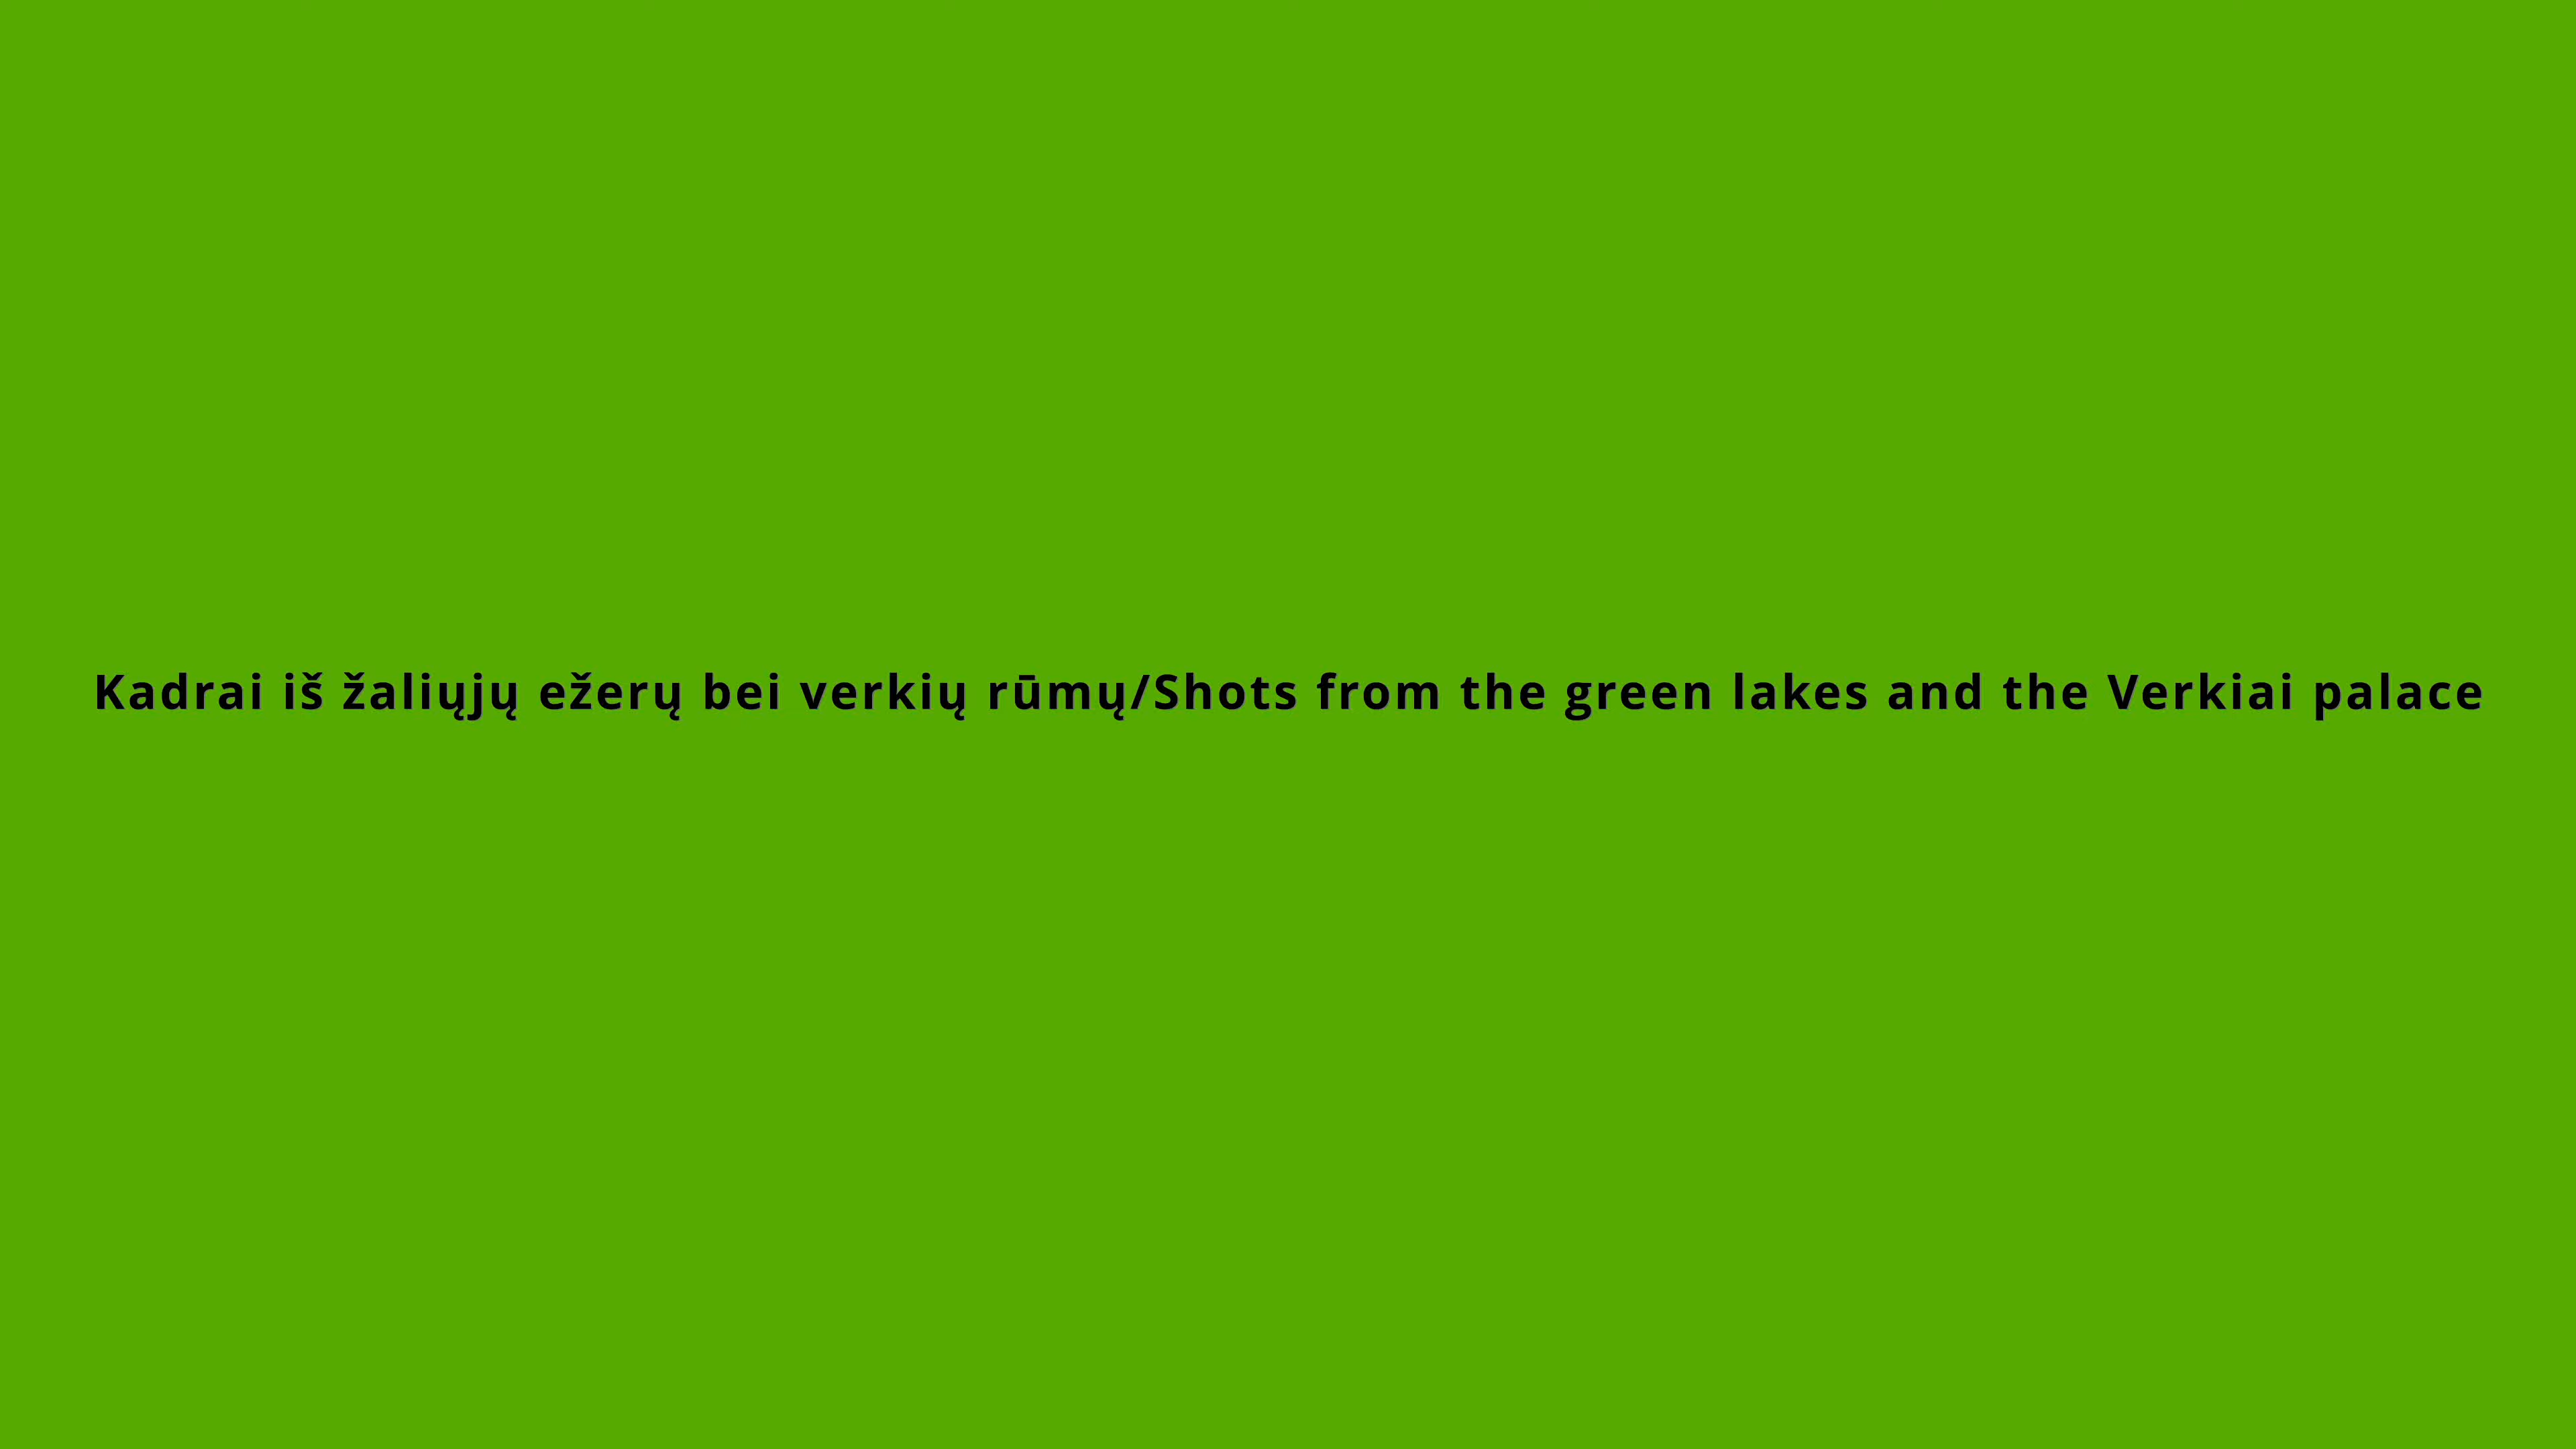 Kadrai iš žaliųjų ežerų bei verkių rūmų/Shots from the green lakes and the Verkiai palace